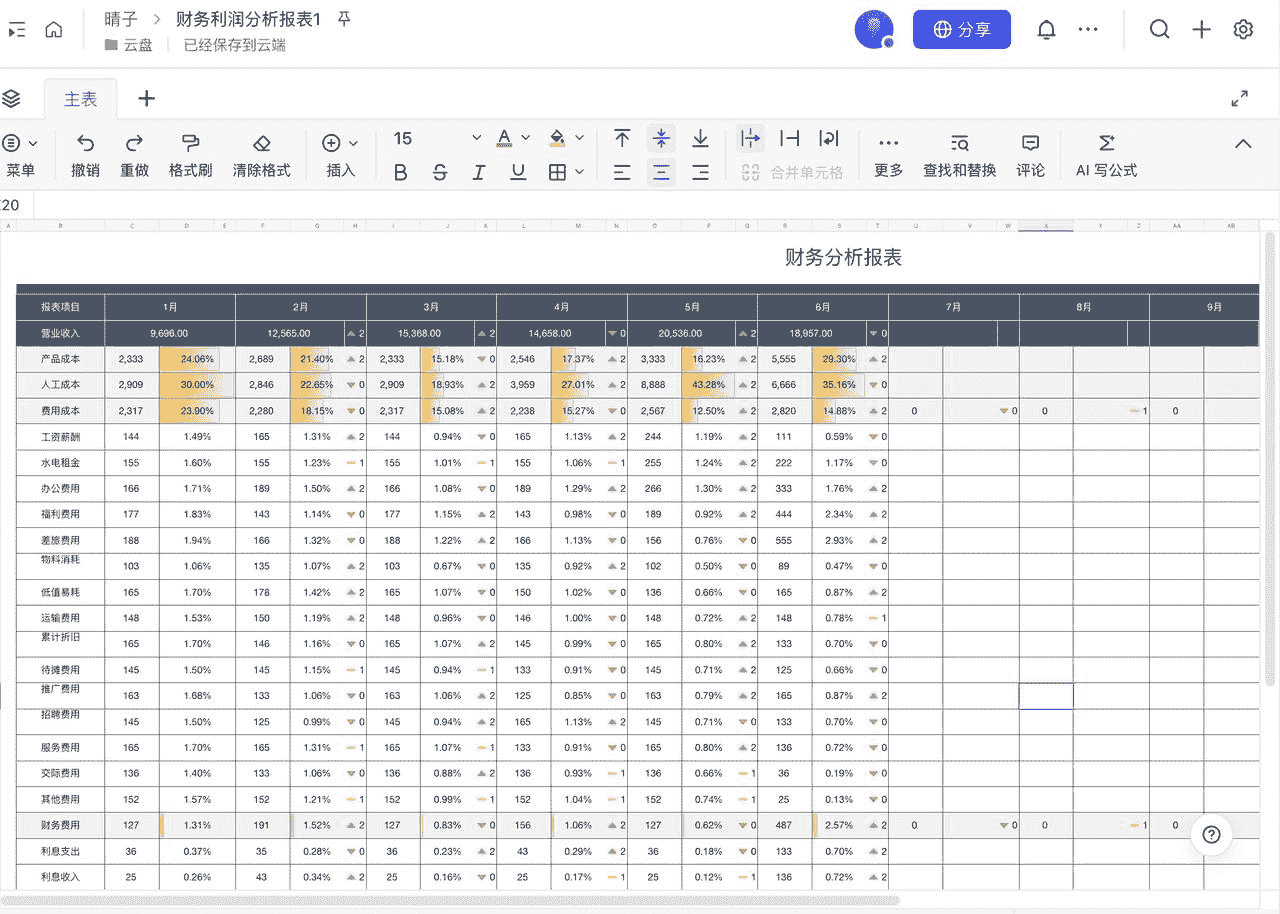 晴子 > 财务利润分析报表1
云盘 已经保存到云端
分享
主表
菜单 撤销 重做 格式刷 清除格式 插入 15 A B S I U 合并单元格 更多 查找和替换 评论 AI 写公式
20
A B C D E F G H I J K L M N O P Q R S T U V W X Y Z AA AB
财务分析报表
报表项目 1月 2月 3月 4月 5月 6月 7月 8月 9月
营业收入 9,696.00 12,565.00 2 15,368.00 2 14,658.00 0 20,536.00 2 18,957.00 0
产品成本 2,333 24.06% 2,689 21.40% 2 2,333 15.18% 0 2,546 17.37% 2 3,333 16.23% 2 5,555 29.30% 2
人工成本 2,909 30.00% 2,846 22.65% 0 2,909 18.93% 2 3,959 27.01% 2 8,888 43.28% 2 6,666 35.16% 0
费用成本 2,317 23.90% 2,280 18.15% 0 2,317 15.08% 2 2,238 15.27% 0 2,567 12.50% 2 2,820 14.88% 2 0 0 0 1 0
工资薪酬 144 1.49% 165 1.31% 2 144 0.94% 0 165 1.13% 2 244 1.19% 2 111 0.59% 0
水电租金 155 1.60% 155 1.23% 1 155 1.01% 1 155 1.06% 1 255 1.24% 2 222 1.17% 0
办公费用 166 1.71% 189 1.50% 2 166 1.08% 0 189 1.29% 2 266 1.30% 2 333 1.76% 2
福利费用 177 1.83% 143 1.14% 0 177 1.15% 2 143 0.98% 0 189 0.92% 2 444 2.34% 2
差旅费用 188 1.94% 166 1.32% 0 188 1.22% 2 166 1.13% 0 156 0.76% 0 555 2.93% 2
物料消耗 103 1.06% 135 1.07% 2 103 0.67% 0 135 0.92% 2 102 0.50% 0 89 0.47% 0
低值易耗 165 1.70% 178 1.42% 2 165 1.07% 0 150 1.02% 0 136 0.66% 0 165 0.87% 2
运输费用 148 1.53% 150 1.19% 2 148 0.96% 0 146 1.00% 0 148 0.72% 2 148 0.78% 1
累计折旧 165 1.70% 146 1.16% 0 165 1.07% 2 145 0.99% 0 165 0.80% 2 133 0.70% 0
待摊费用 145 1.50% 145 1.15% 1 145 0.94% 1 133 0.91% 0 145 0.71% 2 125 0.66% 0
推广费用 163 1.68% 133 1.06% 0 163 1.06% 2 125 0.85% 0 163 0.79% 2 165 0.87% 2
招聘费用 145 1.50% 125 0.99% 0 145 0.94% 2 165 1.13% 2 145 0.71% 0 133 0.70% 0
服务费用 165 1.70% 165 1.31% 1 165 1.07% 1 133 0.91% 0 165 0.80% 2 136 0.72% 0
交际费用 136 1.40% 133 1.06% 0 136 0.88% 2 136 0.93% 1 136 0.66% 1 36 0.19% 0
其他费用 152 1.57% 152 1.21% 1 152 0.99% 1 152 1.04% 1 152 0.74% 1 25 0.13% 0
财务费用 127 1.31% 191 1.52% 2 127 0.83% 0 156 1.06% 2 127 0.62% 0 487 2.57% 2 0 0 0 1 0
利息支出 36 0.37% 35 0.28% 0 36 0.23% 2 43 0.29% 2 36 0.18% 0 133 0.70% 2
利息收入 25 0.26% 43 0.34% 2 25 0.16% 0 25 0.17% 1 25 0.12% 1 136 0.72% 2